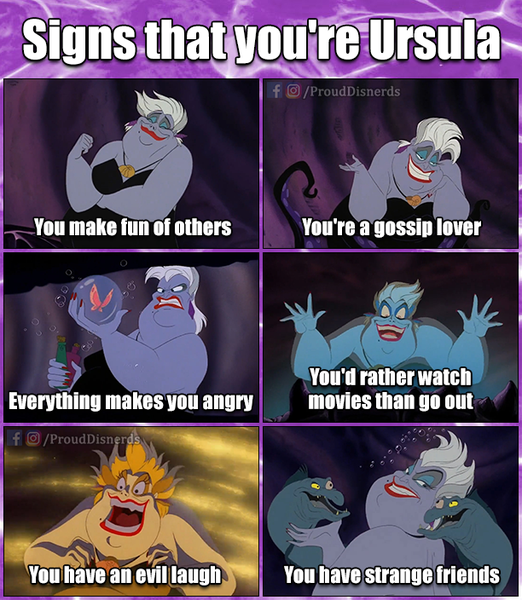 Signs that you're Ursula
f /ProudDisnerds
You make fun of others
You're a gossip lover
Everything makes you angry
You'd rather watch
movies than go out
f /ProudDisnerds
You have an evil laugh
You have strange friends